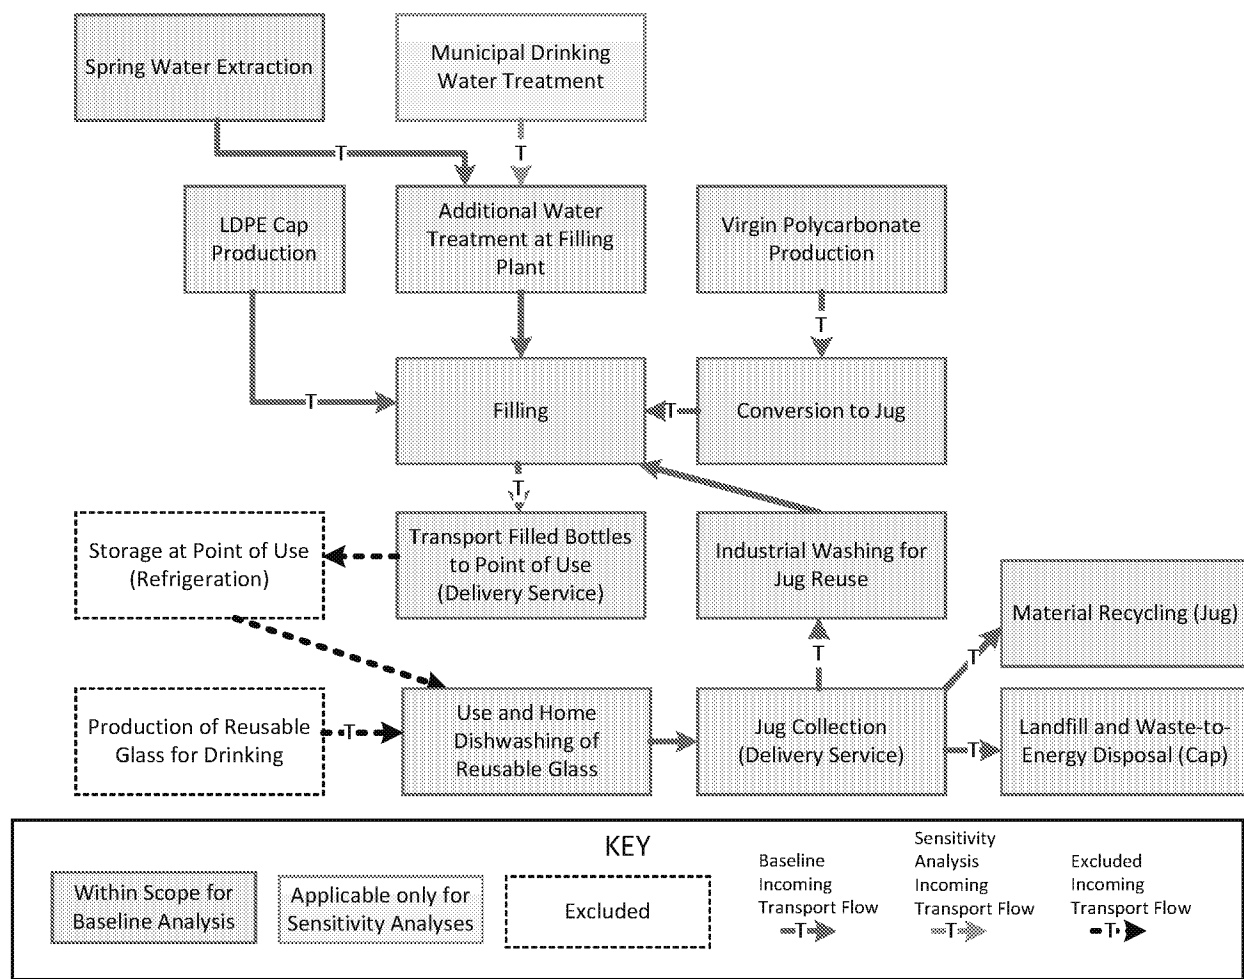 Spring Water Extraction
Municipal Drinking
Water Treatment
T
T
LDPE Cap
Production
Additional Water
Treatment at Filling
Plant
Virgin Polycarbonate
Production
T
T
Filling
T
Conversion to Jug
T
Storage at Point of Use
(Refrigeration)
Transport Filled Bottles
to Point of Use
(Delivery Service)
Industrial Washing for
Jug Reuse
Material Recycling (Jug)
T
T
Production of Reusable
Glass for Drinking
T
Use and Home
Dishwashing of
Reusable Glass
Jug Collection
(Delivery Service)
T
Landfill and Waste-to-
Energy Disposal (Cap)
KEY
Within Scope for
Baseline Analysis
Applicable only for
Sensitivity Analyses
Excluded
Baseline
Incoming
Transport Flow
T
Sensitivity
Analysis
Incoming
Transport Flow
T
Excluded
Incoming
Transport Flow
T